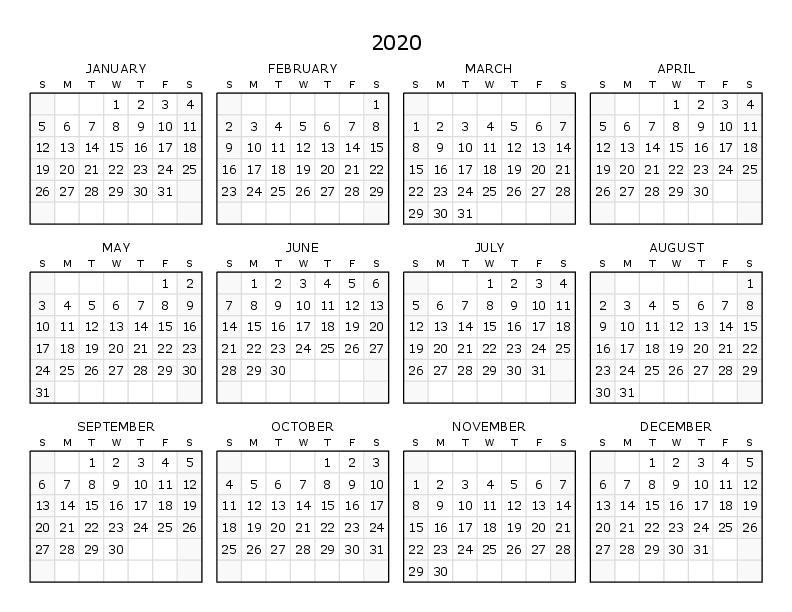 2020
JANUARY
S M T W T F S
1 2 3 4
5 6 7 8 9 10 11
12 13 14 15 16 17 18
19 20 21 22 23 24 25
26 27 28 29 30 31
FEBRUARY
S M T W T F S
1
2 3 4 5 6 7 8
9 10 11 12 13 14 15
16 17 18 19 20 21 22
23 24 25 26 27 28 29
MARCH
S M T W T F S
1 2 3 4 5 6 7
8 9 10 11 12 13 14
15 16 17 18 19 20 21
22 23 24 25 26 27 28
29 30 31
APRIL
S M T W T F S
1 2 3 4
5 6 7 8 9 10 11
12 13 14 15 16 17 18
19 20 21 22 23 24 25
26 27 28 29 30
MAY
S M T W T F S
1 2
3 4 5 6 7 8 9
10 11 12 13 14 15 16
17 18 19 20 21 22 23
24 25 26 27 28 29 30
31
JUNE
S M T W T F S
1 2 3 4 5 6
7 8 9 10 11 12 13
14 15 16 17 18 19 20
21 22 23 24 25 26 27
28 29 30
JULY
S M T W T F S
1 2 3 4
5 6 7 8 9 10 11
12 13 14 15 16 17 18
19 20 21 22 23 24 25
26 27 28 29 30 31
AUGUST
S M T W T F S
1
2 3 4 5 6 7 8
9 10 11 12 13 14 15
16 17 18 19 20 21 22
23 24 25 26 27 28 29
30 31
SEPTEMBER
S M T W T F S
1 2 3 4 5
6 7 8 9 10 11 12
13 14 15 16 17 18 19
20 21 22 23 24 25 26
27 28 29 30
OCTOBER
S M T W T F S
1 2 3
4 5 6 7 8 9 10
11 12 13 14 15 16 17
18 19 20 21 22 23 24
25 26 27 28 29 30 31
NOVEMBER
S M T W T F S
1 2 3 4 5 6 7
8 9 10 11 12 13 14
15 16 17 18 19 20 21
22 23 24 25 26 27 28
29 30
DECEMBER
S M T W T F S
1 2 3 4 5
6 7 8 9 10 11 12
13 14 15 16 17 18 19
20 21 22 23 24 25 26
27 28 29 30 31